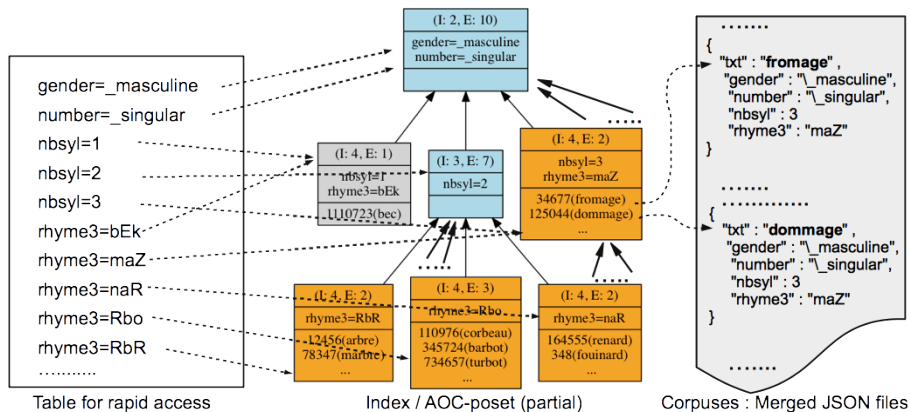 gender=_masculine
number=_singular
nbsyl=1
nbsyl=2
nbsyl=3
rhyme3=bEk
rhyme3=maZ
rhyme3=naR
rhyme3=Rbo
rhyme3=RbR
..........
Table for rapid access
(I: 2, E: 10)
gender=_masculine
number=_singular
......
(I: 4, E: 1)
nbsyl=1
rhyme3=bEk
1110723(bec)
(I: 3, E: 7)
nbsyl=2
(I: 4, E: 2)
nbsyl=3
rhyme3=maZ
34677(fromage)
125044(dommage)
...
......
......
(I: 4, E: 2)
rhyme3=RbR
12456(arbre)
78347(marbre)
...
(I: 4, E: 3)
rhyme3=Rbo
110976(corbeau)
345724(barbot)
734657(turbot)
...
(I: 4, E: 2)
rhyme3=naR
164555(renard)
348(fouinard)
...
Index / AOC-poset (partial)
.......
{
"txt" : "fromage" ,
"gender" : "\_masculine",
"number" : "\_singular",
"nbsyl" : 3
"rhyme3" : "maZ"
}
.......
.............
{
"txt" : "dommage" ,
"gender" : "\_masculine",
"number" : "\_singular",
"nbsyl" : 3
"rhyme3" : "maZ"
}
.......
Corpuses : Merged JSON files